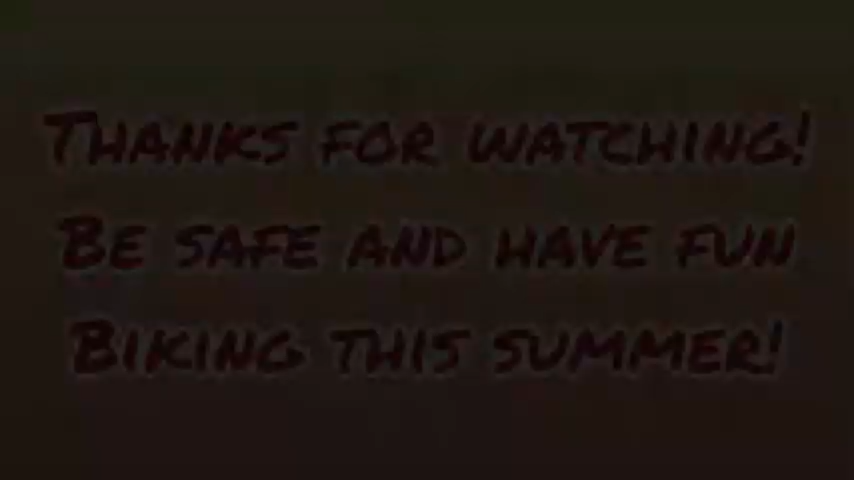 Thanks for watching!
Be safe and have fun
Biking this summer!